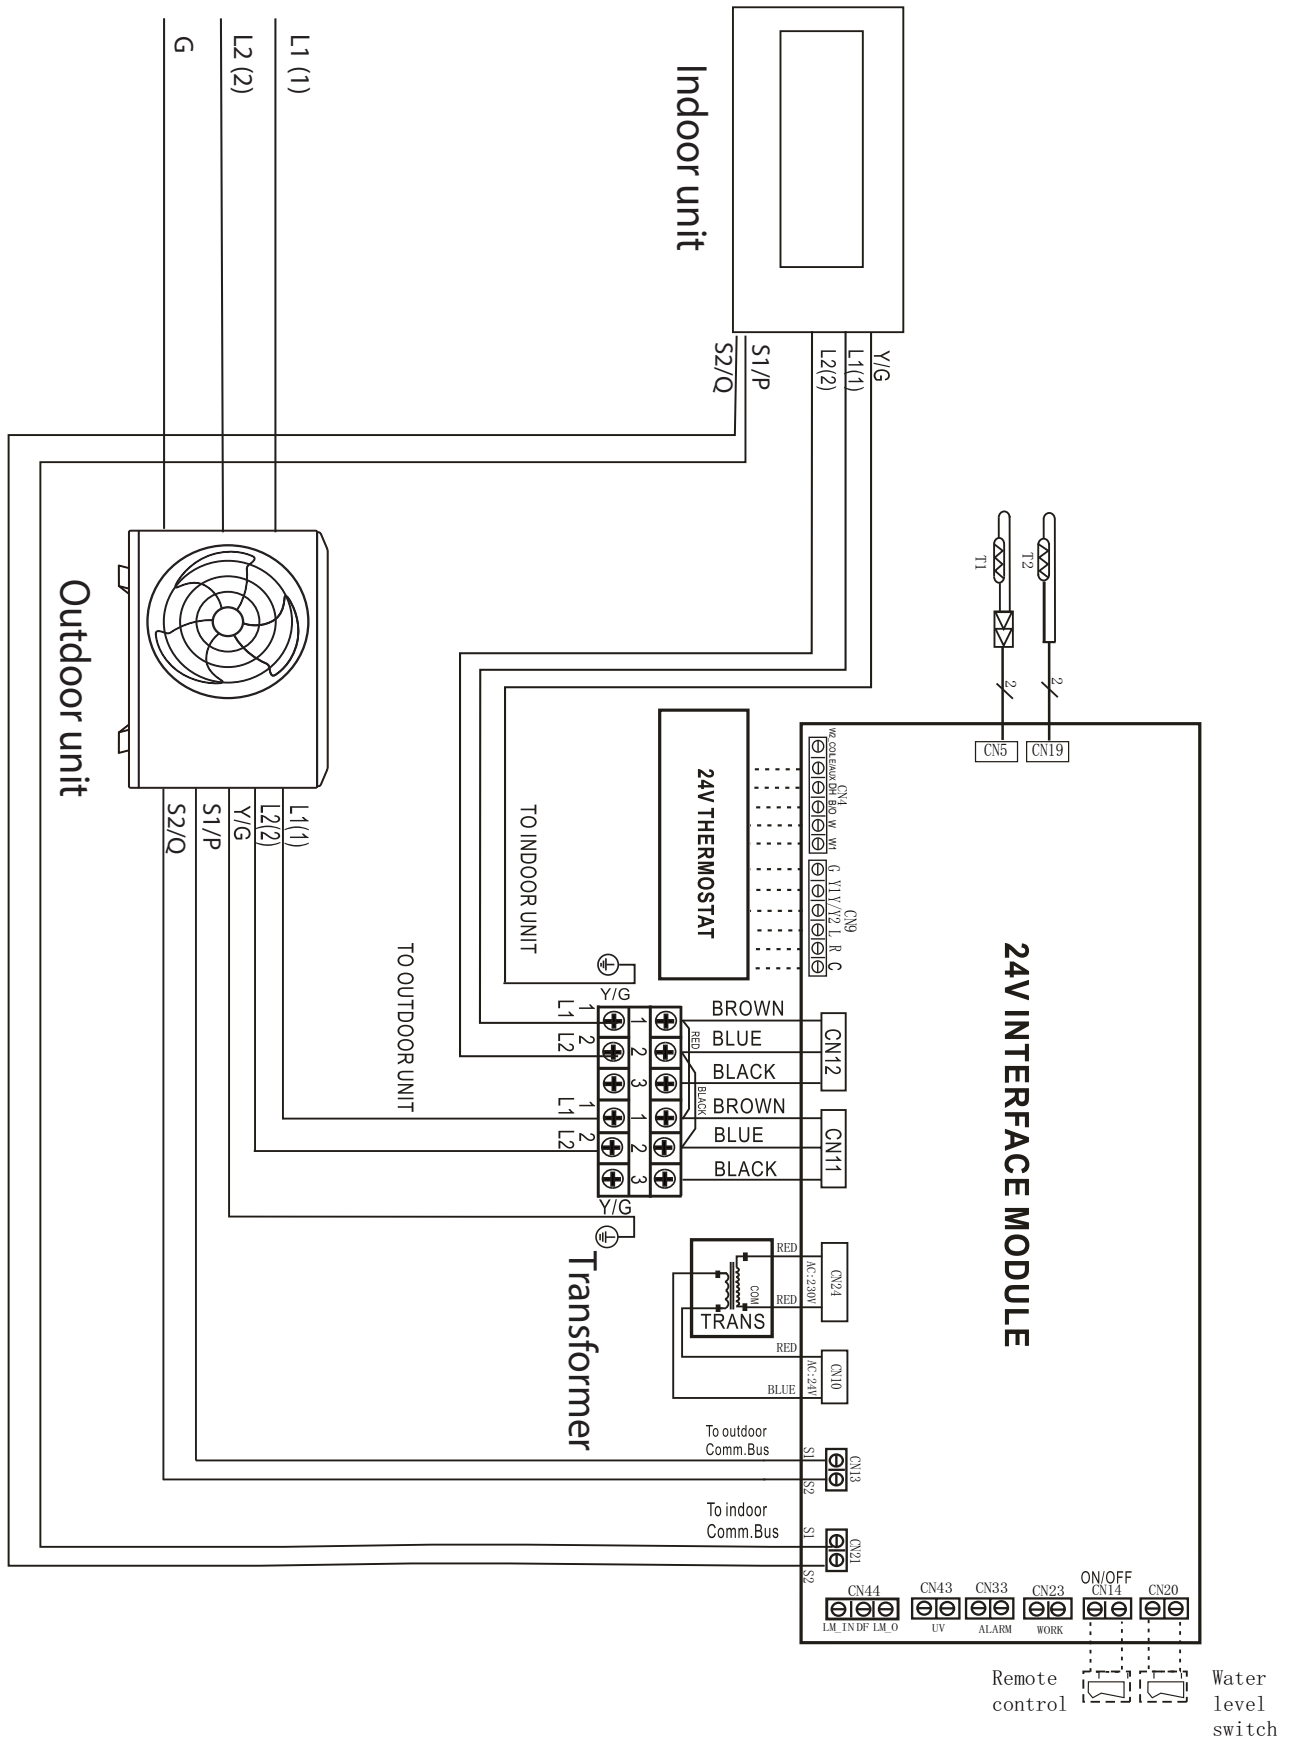 G
L2 (2)
L1 (1)
Indoor unit
S2/Q
S1/P
L2(2)
L1(1)
Y/G
T1
T2
2
2
CN5
CN19
Outdoor unit
S2/Q
S1/P
Y/G
L2(2)
L1(1)
TO INDOOR UNIT
TO OUTDOOR UNIT
24V THERMOSTAT
CN4
DH B/O W W1
CN9
G Y1 Y/Y2 L R C
24V INTERFACE MODULE
Y/G
L1 1
L2 2
L1 1
L2 2
1
2
3
1
2
3
Y/G
RED
BLACK
BROWN
BLUE
BLACK
BROWN
BLUE
BLACK
CN12
CN11
Transformer
TRANS
COM
RED
RED
AC:230V
CN24
RED
BLUE
AC:24V
CN10
To outdoor
Comm.Bus
S1
S2
CN13
To indoor
Comm.Bus
S1
S2
CN21
CN44
LM_IN DF LM_O
CN43
UV
CN33
ALARM
CN23
WORK
ON/OFF
CN14
CN20
Remote
control
Water
level
switch